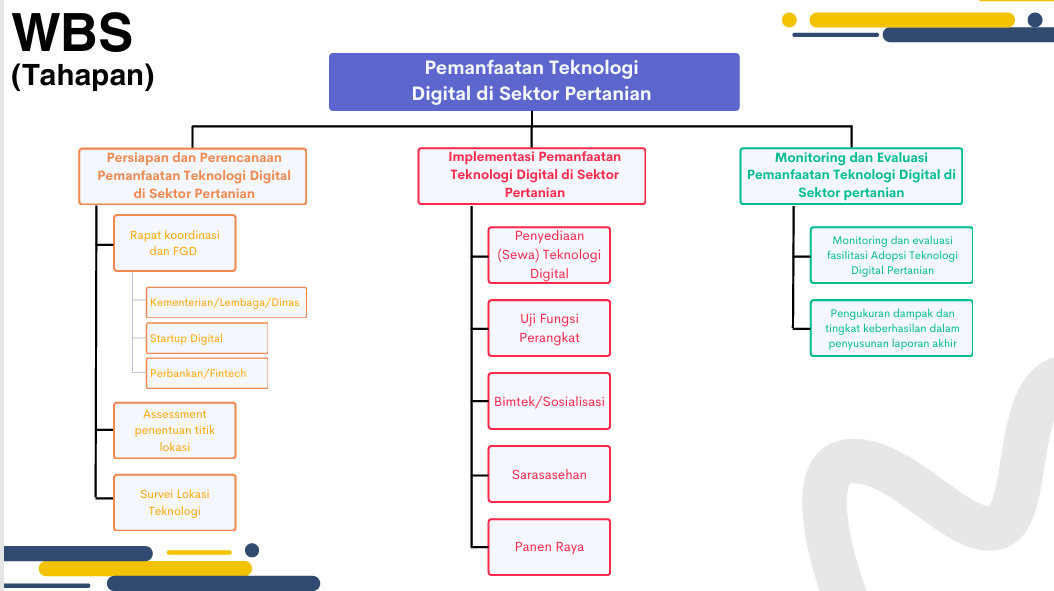 WBS
(Tahapan)
Pemanfaatan Teknologi
Digital di Sektor Pertanian
Persiapan dan Perencanaan
Pemanfaatan Teknologi Digital
di Sektor Pertanian
Rapat koordinasi
dan FGD
Kementerian/Lembaga/Dinas
Startup Digital
Perbankan/Fintech
Assessment
penentuan titik
lokasi
Survei Lokasi
Teknologi
Implementasi Pemanfaatan
Teknologi Digital di Sektor
Pertanian
Penyediaan
(Sewa) Teknologi
Digital
Uji Fungsi
Perangkat
Bimtek/Sosialisasi
Sarasasehan
Panen Raya
Monitoring dan Evaluasi
Pemanfaatan Teknologi Digital di
Sektor pertanian
Monitoring dan evaluasi
fasilitasi Adopsi Teknologi
Digital Pertanian
Pengukuran dampak dan
tingkat keberhasilan dalam
penyusunan laporan akhir